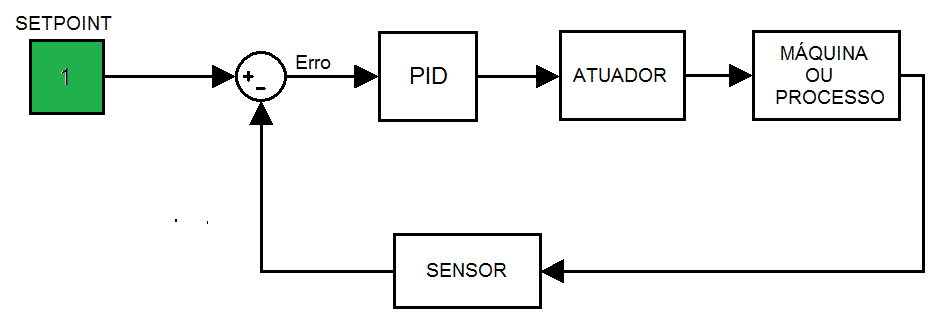 SETPOINT
1
+
−
Erro
PID
ATUADOR
MÁQUINA
OU
PROCESSO
SENSOR